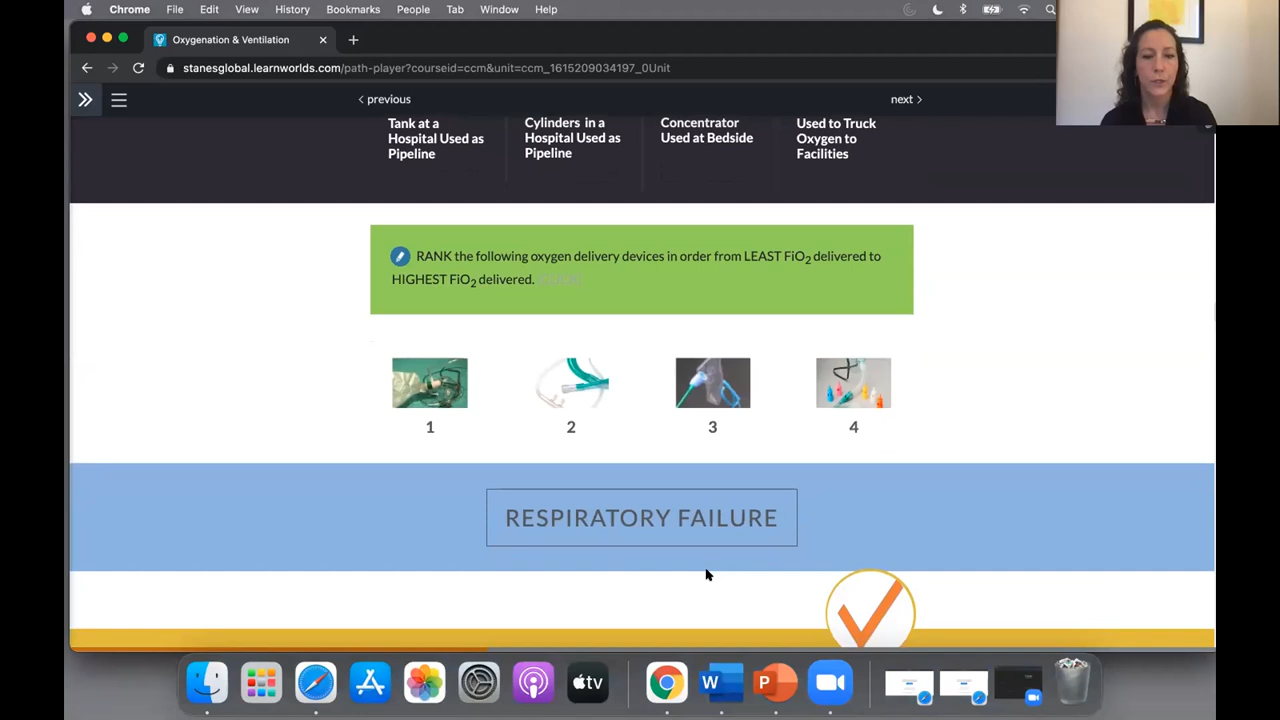 Chrome File Edit View History Bookmarks People Tab Window Help
Oxygenation & Ventilation
stanesglobal.learnworlds.com/path-player?courseid=ccm&unit=ccm_1615209034197_0Unit
previous next
Tank at a
Hospital Used as
Pipeline
Cylinders in a
Hospital Used as
Pipeline
Concentrator
Used at Bedside
Used to Truck
Oxygen to
Facilities
RANK the following oxygen delivery devices in order from LEAST FiO2 delivered to
HIGHEST FiO2 delivered.
1 2 3 4
RESPIRATORY FAILURE
W P tv